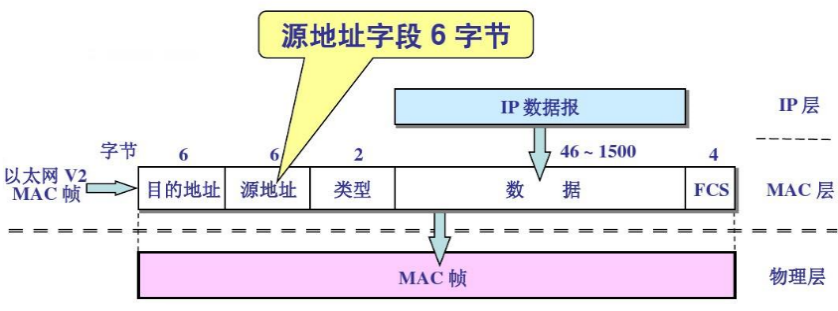 源地址字段 6 字节
IP 数据报
IP 层
字节
6
6
2
46 ~ 1500
4
以太网 V2
MAC 帧
目的地址
源地址
类型
数 据
FCS
MAC 层
MAC 帧
物理层